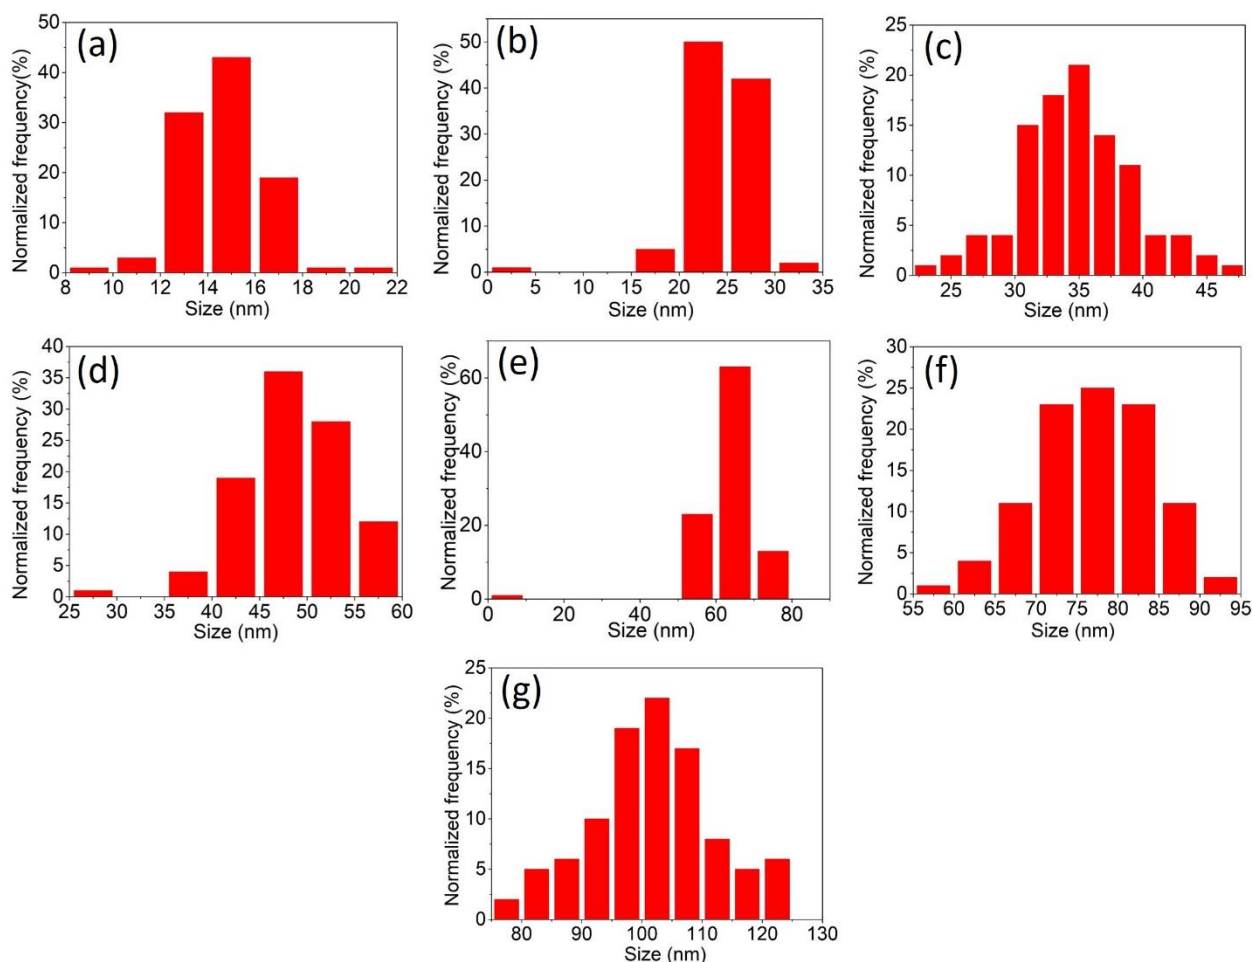 (a)
Normalized frequency(%)
50
40
30
20
10
0
8 10 12 14 16 18 20 22
Size (nm)
(b)
Normalized frequency (%)
50
40
30
20
10
0
0 5 10 15 20 25 30 35
Size (nm)
(c)
Normalized frequency (%)
25
20
15
10
5
0
25 30 35 40 45
Size (nm)
(d)
Normalized frequency (%)
40
35
30
25
20
15
10
5
0
25 30 35 40 45 50 55 60
Size (nm)
(e)
Normalized frequency (%)
60
40
20
0
0 20 40 60 80
Size (nm)
(f)
Normalized frequency (%)
30
25
20
15
10
5
0
55 60 65 70 75 80 85 90 95
Size (nm)
(g)
Normalized frequency (%)
25
20
15
10
5
0
80 90 100 110 120 130
Size (nm)